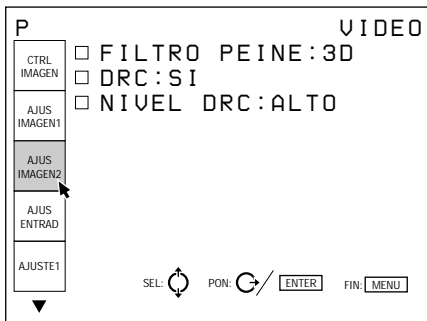 P VIDEO
CTRL IMAGEN
AJUS IMAGEN1
AJUS IMAGEN2
AJUS ENTRAD
AJUSTE1
FILTRO PEINE:3D
DRC:SI
NIVEL DRC:ALTO
SEL: PON: / ENTER FIN: MENU